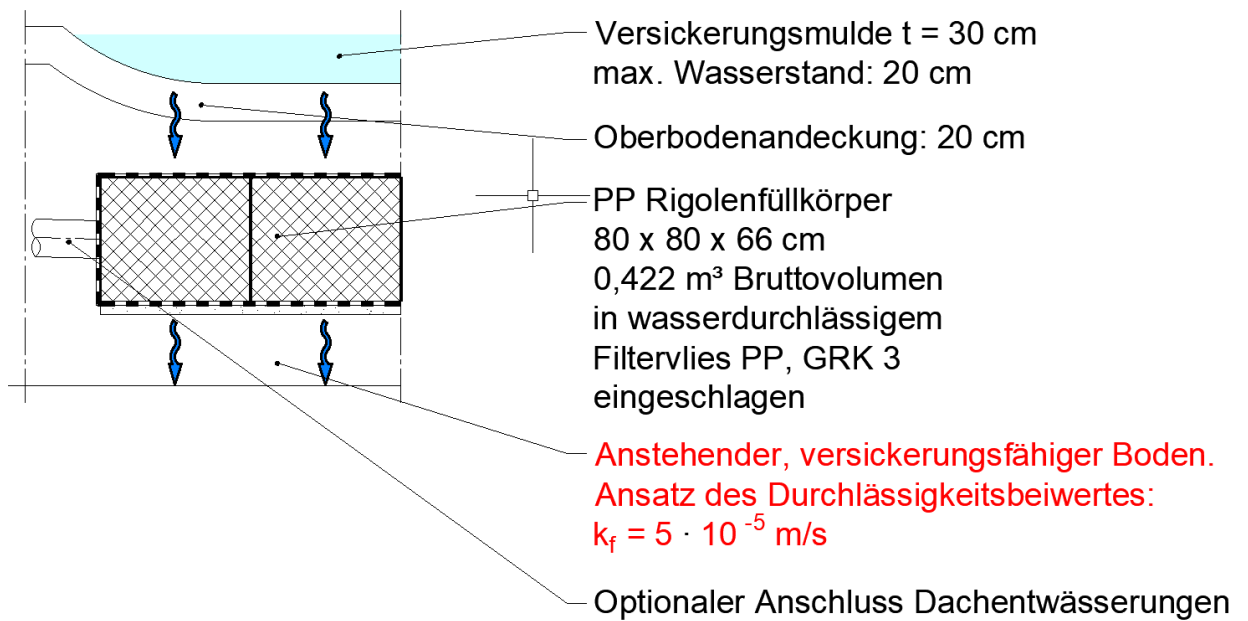 Versickerungsmulde t = 30 cm
max. Wasserstand: 20 cm
Oberbodenandeckung: 20 cm
PP Rigolenfüllkörper
80 x 80 x 66 cm
0,422 m³ Bruttovolumen
in wasserdurchlässigem
Filtervlies PP, GRK 3
eingeschlagen
Anstehender, versickerungsfähiger Boden.
Ansatz des Durchlässigkeitsbeiwertes:
k_f = 5 · 10⁻⁵ m/s
Optionaler Anschluss Dachentwässerungen